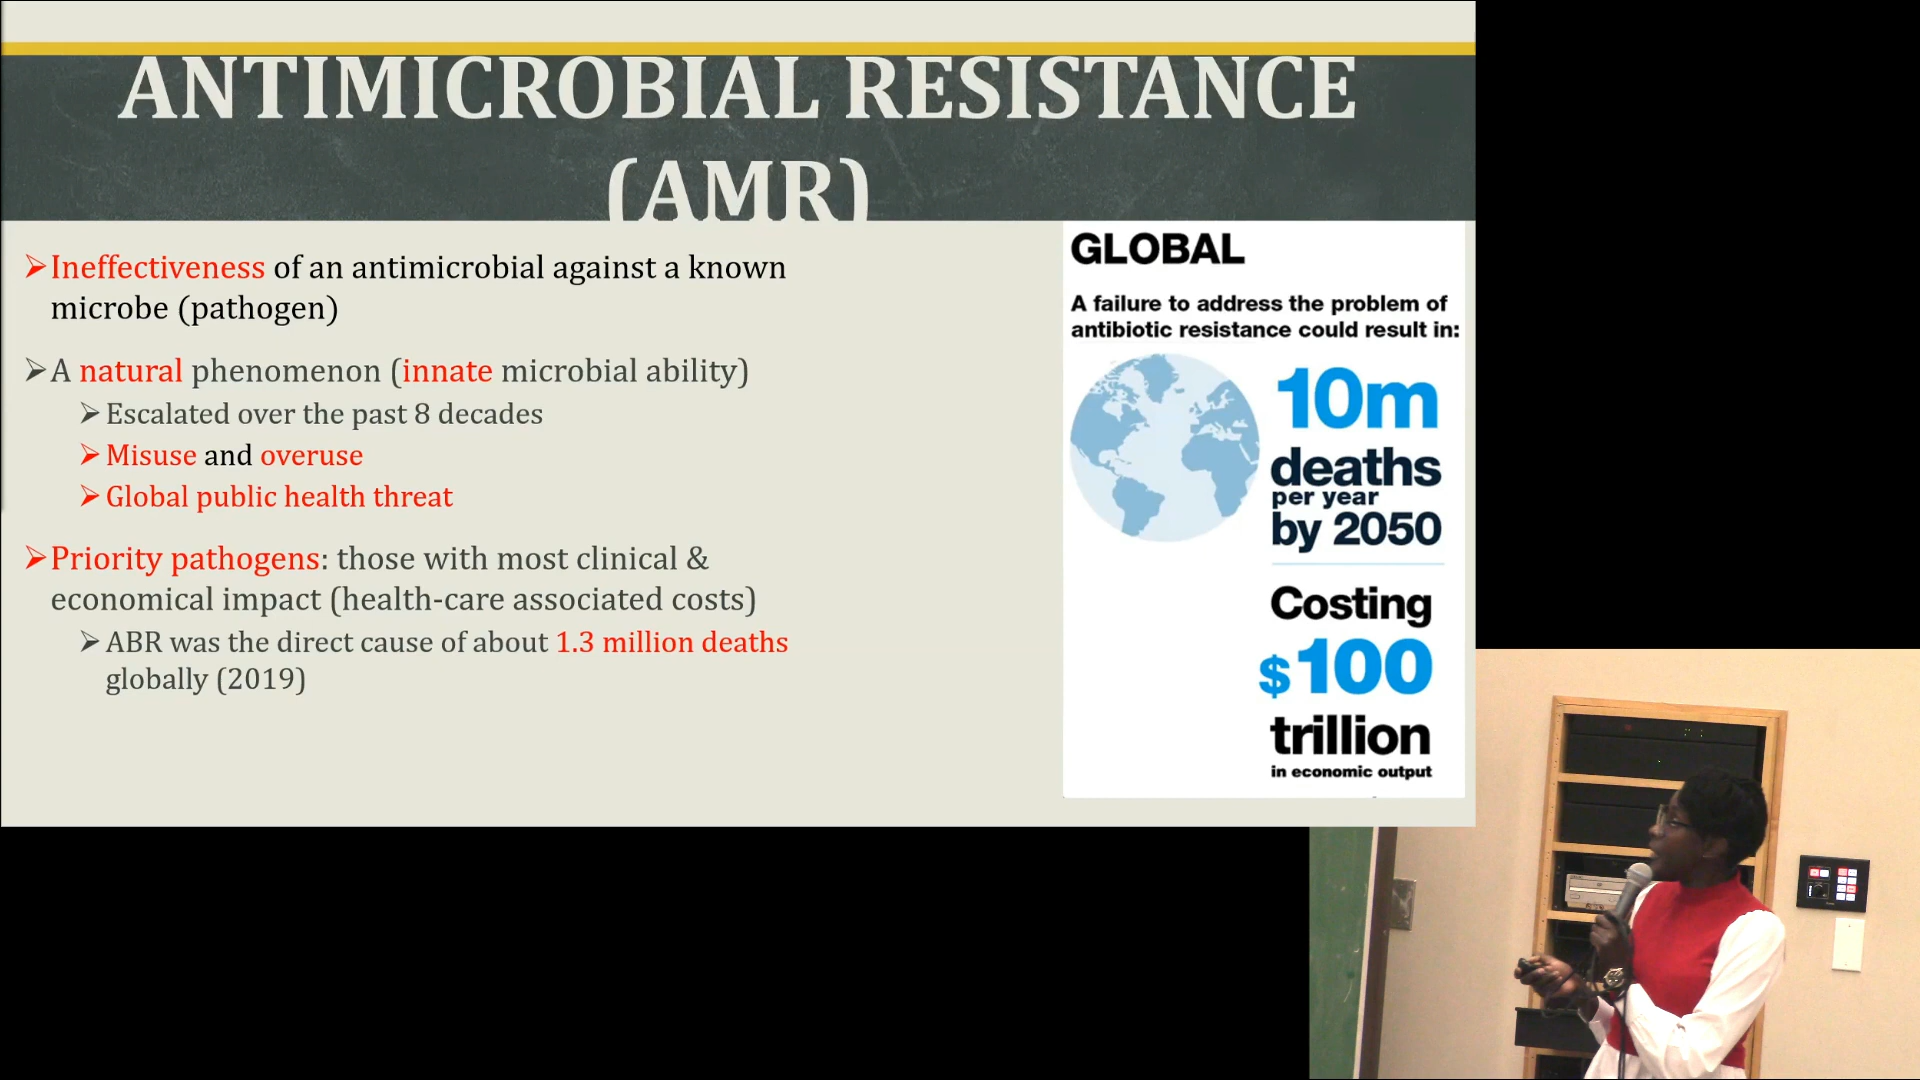 ANTIMICROBIAL RESISTANCE
(AMR)
➢Ineffectiveness of an antimicrobial against a known
microbe (pathogen)
➢A natural phenomenon (innate microbial ability)
➢Escalated over the past 8 decades
➢Misuse and overuse
➢Global public health threat
➢Priority pathogens: those with most clinical &
economical impact (health-care associated costs)
➢ABR was the direct cause of about 1.3 million deaths
globally (2019)
GLOBAL
A failure to address the problem of
antibiotic resistance could result in:
10m
deaths
per year
by 2050
Costing
$100
trillion
in economic output